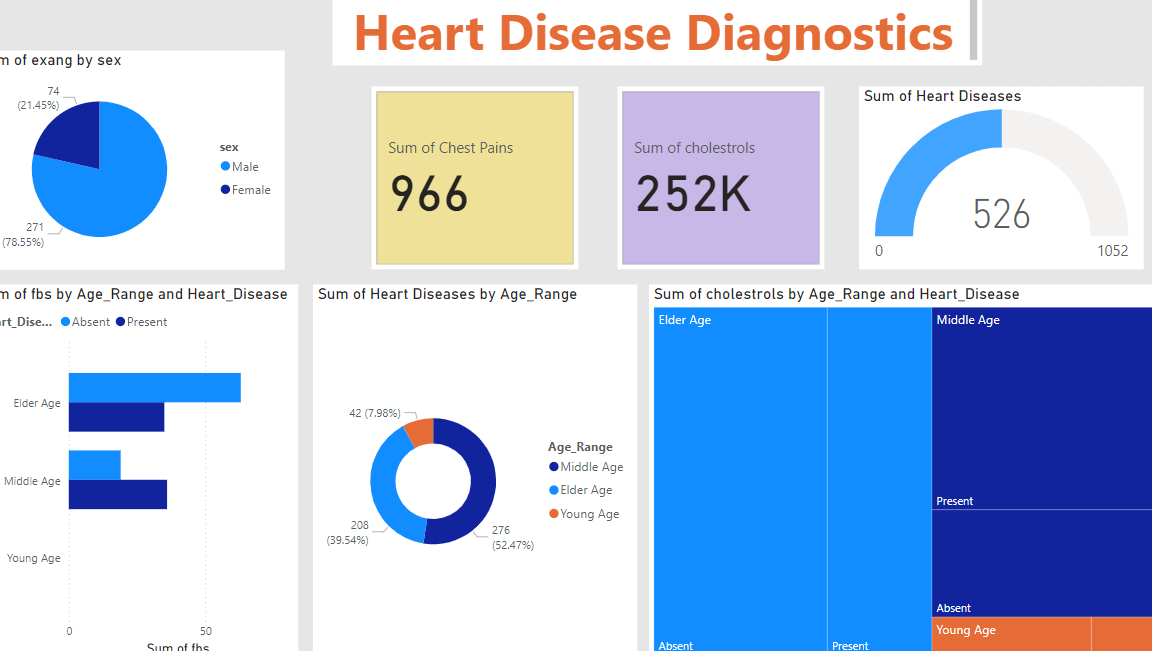 Heart Disease Diagnostics
m of exang by sex
74
(21.45%)
271
(78.55%)
sex
Male
Female
Sum of Chest Pains
966
Sum of cholestrols
252K
Sum of Heart Diseases
526
0
1052
m of fbs by Age_Range and Heart_Disease
rt_Dise... Absent Present
Elder Age
Middle Age
Young Age
0 50
Sum of fbs
Sum of Heart Diseases by Age_Range
42 (7.98%)
208
(39.54%)
276
(52.47%)
Age_Range
Middle Age
Elder Age
Young Age
Sum of cholestrols by Age_Range and Heart_Disease
Elder Age
Absent
Present
Middle Age
Present
Absent
Young Age